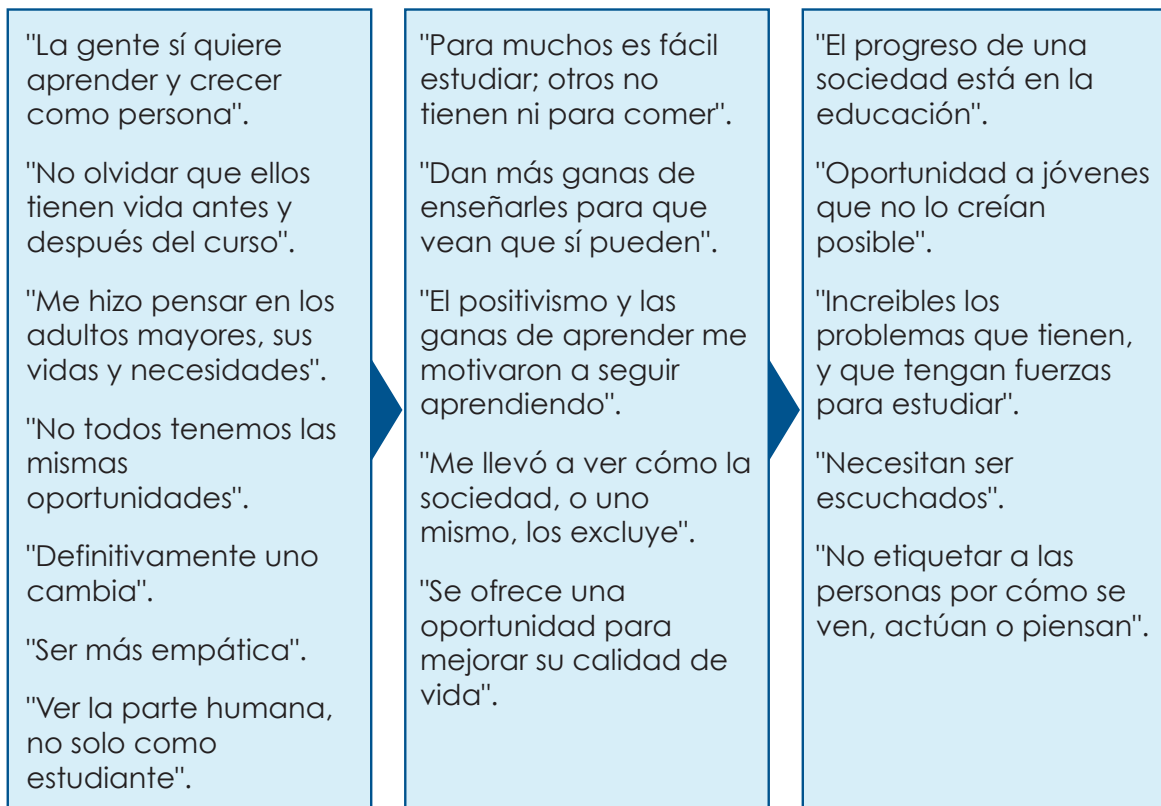 "La gente sí quiere
aprender y crecer
como persona".
"No olvidar que ellos
tienen vida antes y
después del curso".
"Me hizo pensar en los
adultos mayores, sus
vidas y necesidades".
"No todos tenemos las
mismas
oportunidades".
"Definitivamente uno
cambia".
"Ser más empática".
"Ver la parte humana,
no solo como
estudiante".
"Para muchos es fácil
estudiar; otros no
tienen ni para comer".
"Dan más ganas de
enseñarles para que
vean que sí pueden".
"El positivismo y las
ganas de aprender me
motivaron a seguir
aprendiendo".
"Me llevó a ver cómo la
sociedad, o uno
mismo, los excluye".
"Se ofrece una
oportunidad para
mejorar su calidad de
vida".
"El progreso de una
sociedad está en la
educación".
"Oportunidad a jóvenes
que no lo creían
posible".
"Increibles los
problemas que tienen,
y que tengan fuerzas
para estudiar".
"Necesitan ser
escuchados".
"No etiquetar a las
personas por cómo se
ven, actúan o piensan".